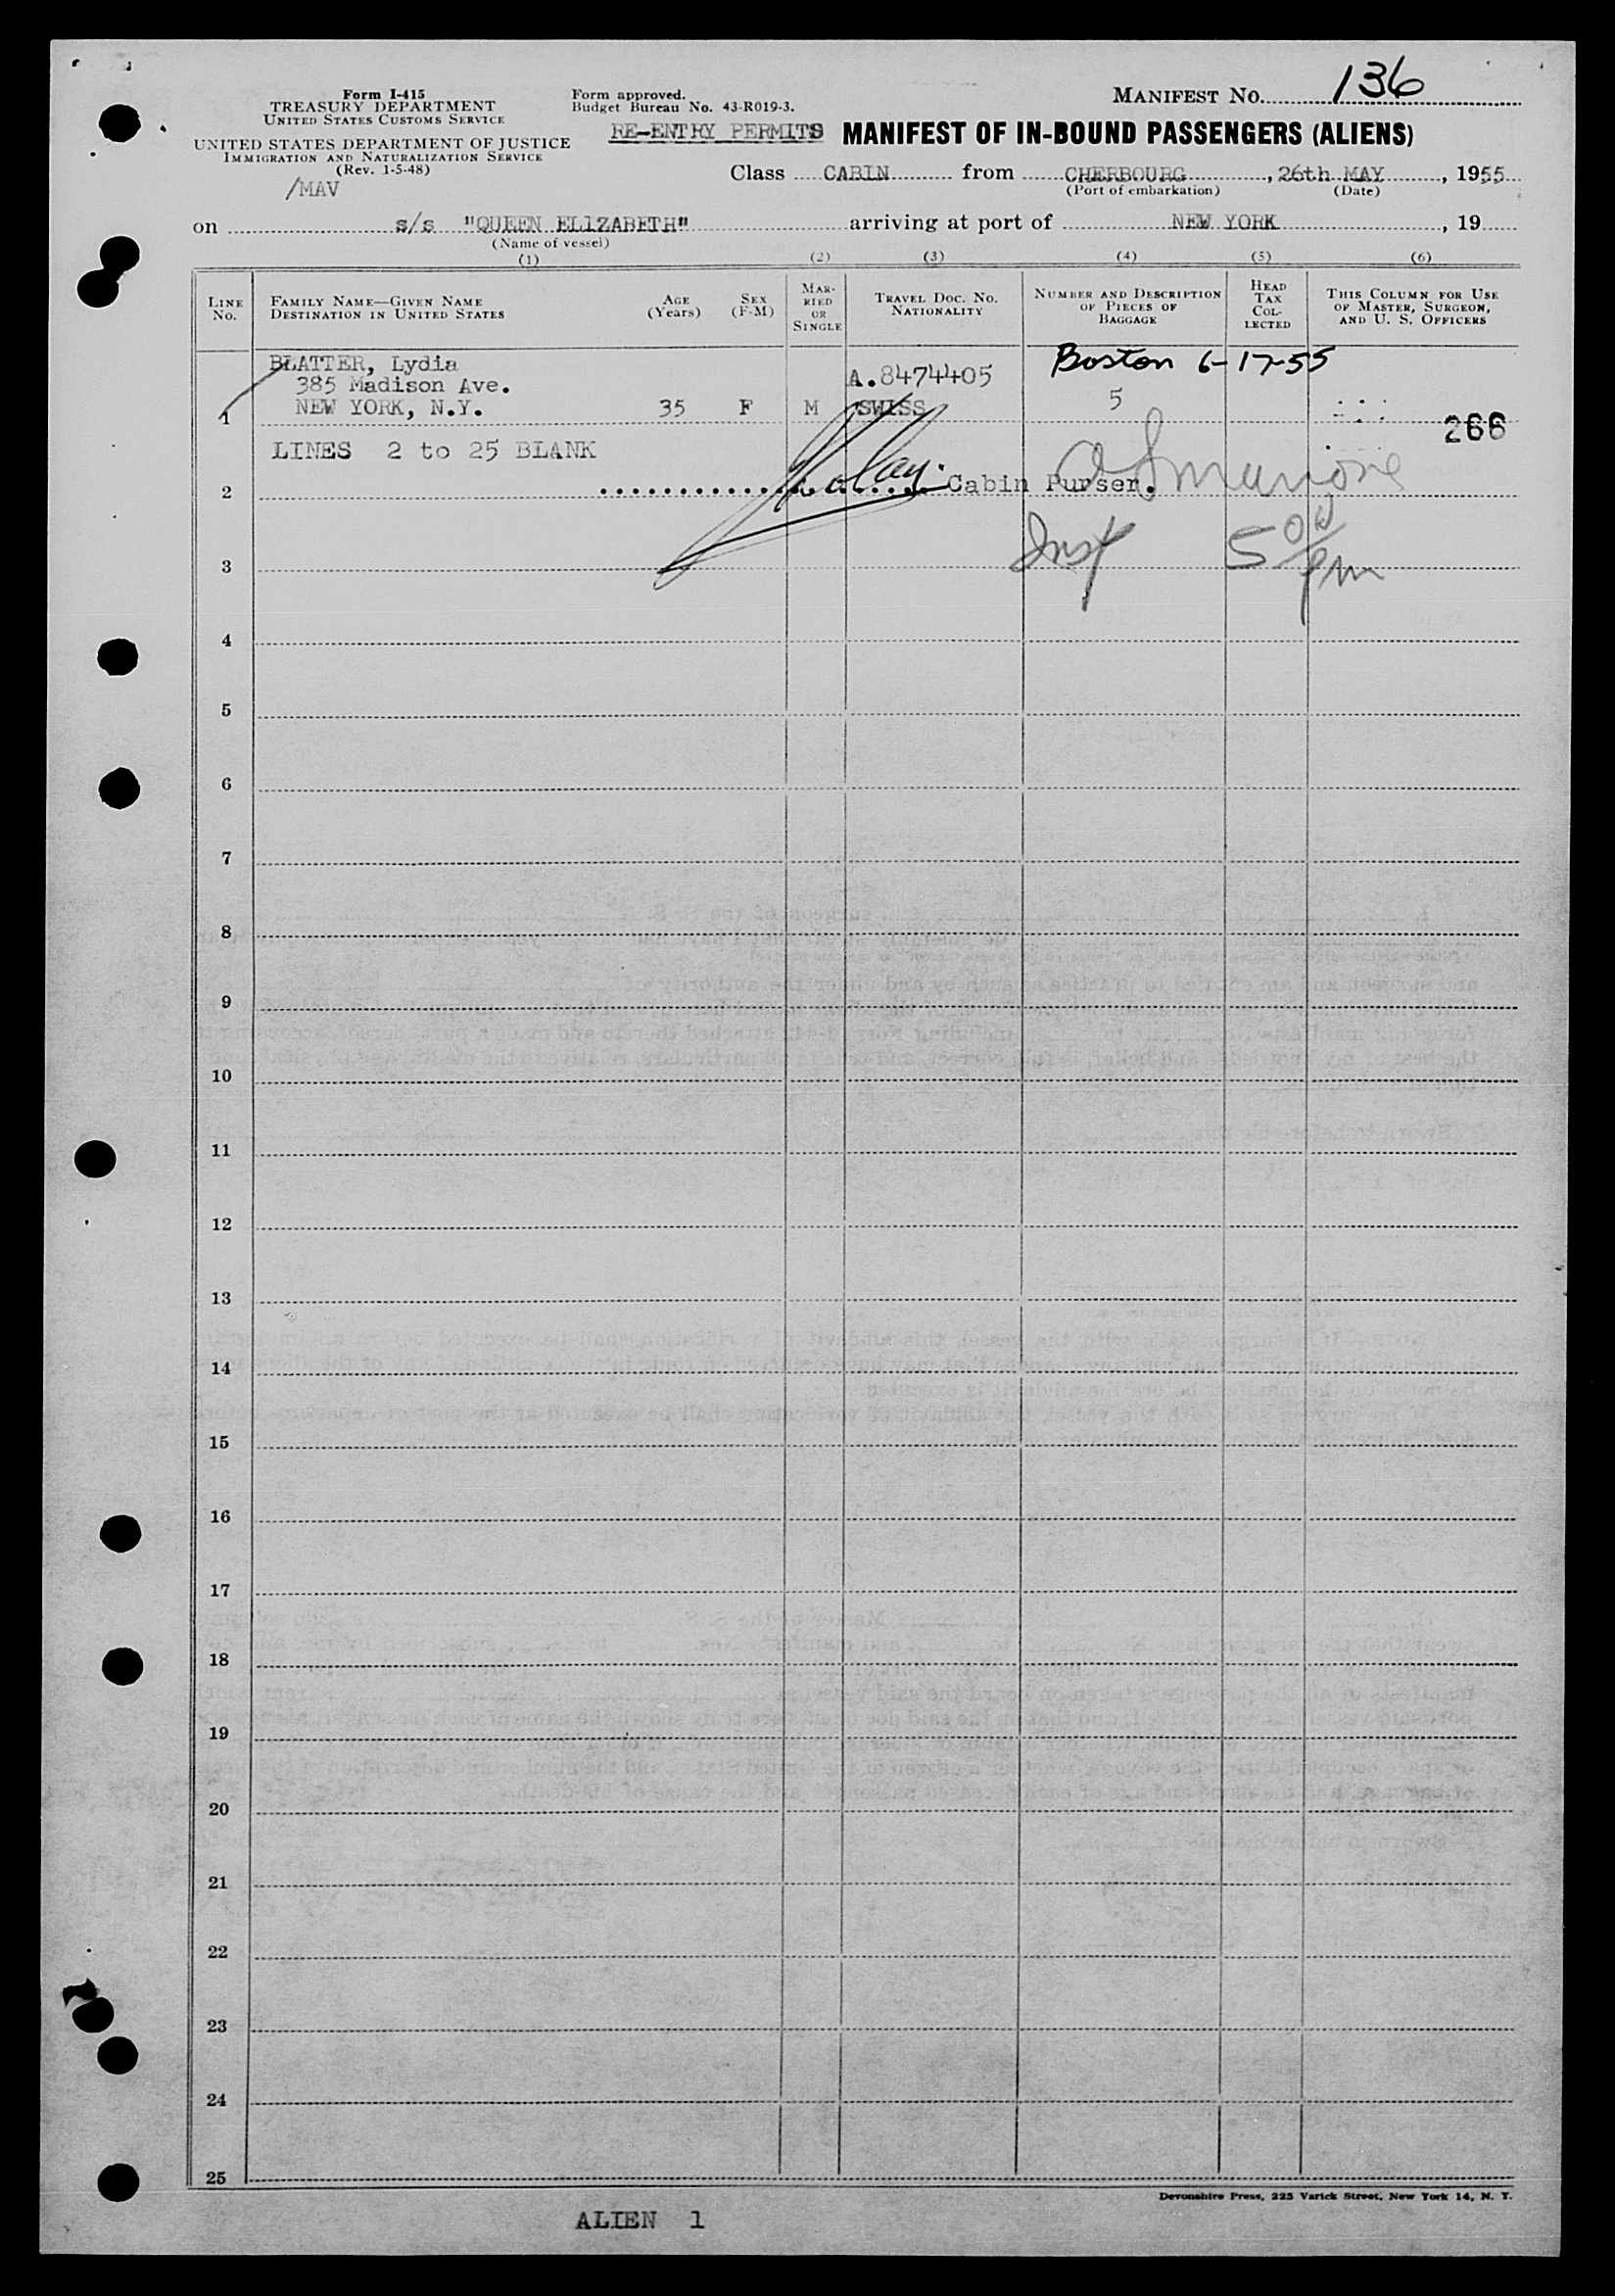 Form I-415
TREASURY DEPARTMENT
UNITED STATES CUSTOMS SERVICE
UNITED STATES DEPARTMENT OF JUSTICE
IMMIGRATION AND NATURALIZATION SERVICE
(Rev. 1-5-48)
/MAV
Form approved.
Budget Bureau No. 43-R019-3.
MANIFEST NO. 136
RE-ENTRY PERMITS MANIFEST OF IN-BOUND PASSENGERS (ALIENS)
Class CABIN from CHERBOURG, 26th MAY, 1955
(Port of embarkation) (Date)
on s/s "QUEEN ELIZABETH" arriving at port of NEW YORK, 19
(Name of vessel)
(1) (2) (3) (4) (5) (6)
LINE NO.
FAMILY NAME—GIVEN NAME
DESTINATION IN UNITED STATES
AGE (Years)
SEX (F-M)
MARRIED OR SINGLE
TRAVEL DOC. NO.
NATIONALITY
NUMBER AND DESCRIPTION OF PIECES OF BAGGAGE
HEAD TAX COLLECTED
THIS COLUMN FOR USE OF MASTER, SURGEON, AND U. S. OFFICERS
BLATTER, Lydia Boston 6-17-55
385 Madison Ave. A.8474405
1 NEW YORK, N.Y. 35 F M SWISS 5
266
LINES 2 to 25 BLANK
2 Cabin Purser.
3 Insp 5 00 pm
4
5
6
7
8
9
10
11
12
13
14
15
16
17
18
19
20
21
22
23
24
25
Devonshire Press, 225 Varick Street, New York 14, N. Y.
ALIEN 1